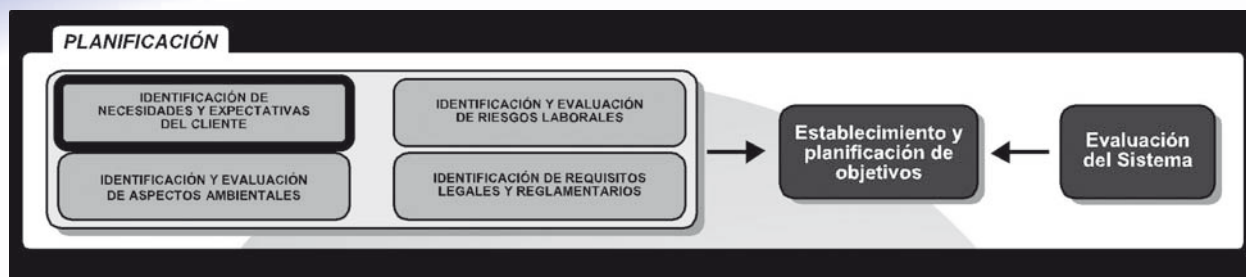 PLANIFICACIÓN
IDENTIFICACIÓN DE
NECESIDADES Y EXPECTATIVAS
DEL CLIENTE
IDENTIFICACIÓN Y EVALUACIÓN
DE RIESGOS LABORALES
IDENTIFICACIÓN Y EVALUACIÓN
DE ASPECTOS AMBIENTALES
IDENTIFICACIÓN DE REQUISITOS
LEGALES Y REGLAMENTARIOS
Establecimiento y
planificación de
objetivos
Evaluación
del Sistema